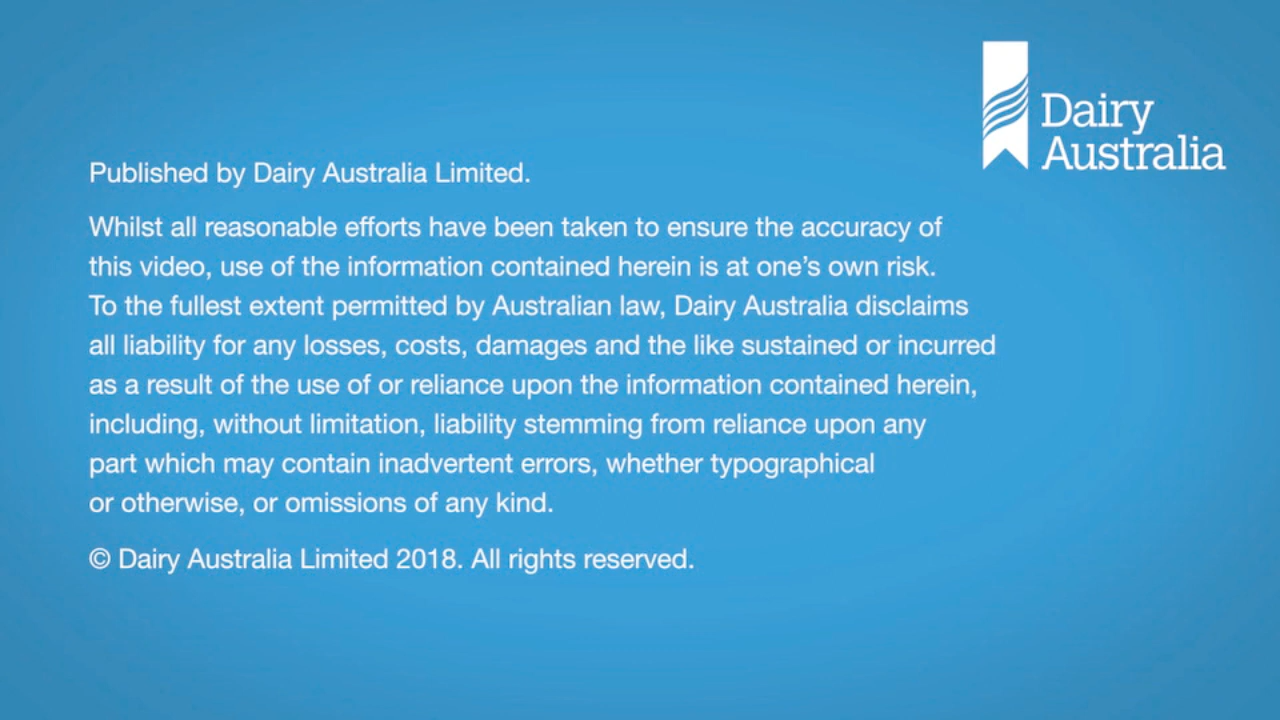 Dairy
Australia
Published by Dairy Australia Limited.
Whilst all reasonable efforts have been taken to ensure the accuracy of
this video, use of the information contained herein is at one’s own risk.
To the fullest extent permitted by Australian law, Dairy Australia disclaims
all liability for any losses, costs, damages and the like sustained or incurred
as a result of the use of or reliance upon the information contained herein,
including, without limitation, liability stemming from reliance upon any
part which may contain inadvertent errors, whether typographical
or otherwise, or omissions of any kind.
© Dairy Australia Limited 2018. All rights reserved.